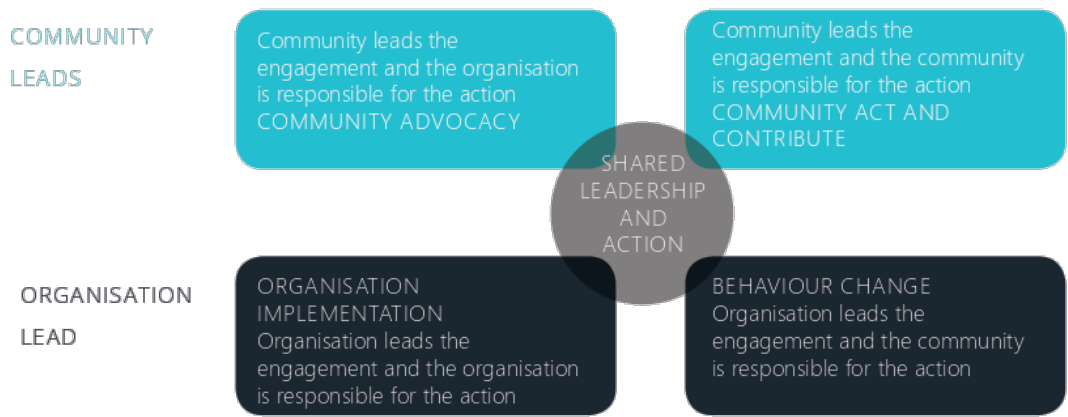 COMMUNITY
LEADS
Community leads the
engagement and the organisation
is responsible for the action
COMMUNITY ADVOCACY
Community leads the
engagement and the community
is responsible for the action
COMMUNITY ACT AND
CONTRIBUTE
SHARED
LEADERSHIP
AND
ACTION
ORGANISATION
LEAD
ORGANISATION
IMPLEMENTATION
Organisation leads the
engagement and the organisation
is responsible for the action
BEHAVIOUR CHANGE
Organisation leads the
engagement and the community
is responsible for the action